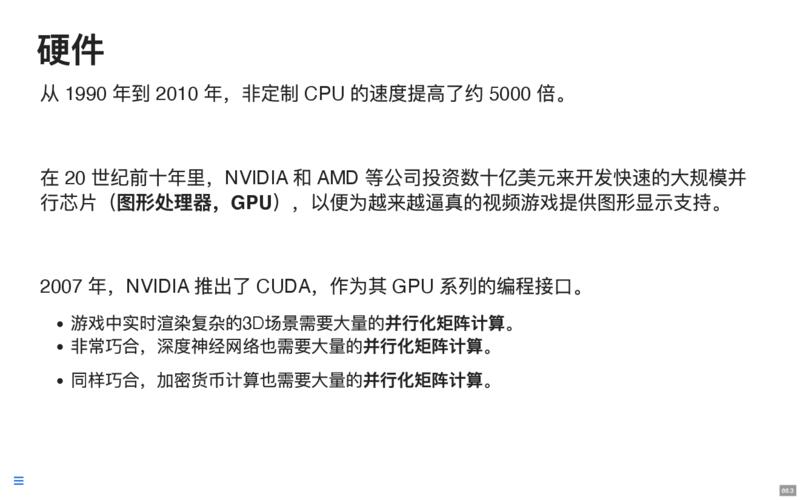 硬件
从 1990 年到 2010 年，非定制 CPU 的速度提高了约 5000 倍。
在 20 世纪前十年里，NVIDIA 和 AMD 等公司投资数十亿美元来开发快速的大规模并
行芯片（图形处理器，GPU），以便为越来越逼真的视频游戏提供图形显示支持。
2007 年，NVIDIA 推出了 CUDA，作为其 GPU 系列的编程接口。
• 游戏中实时渲染复杂的3D场景需要大量的并行化矩阵计算。
• 非常巧合，深度神经网络也需要大量的并行化矩阵计算。
• 同样巧合，加密货币计算也需要大量的并行化矩阵计算。